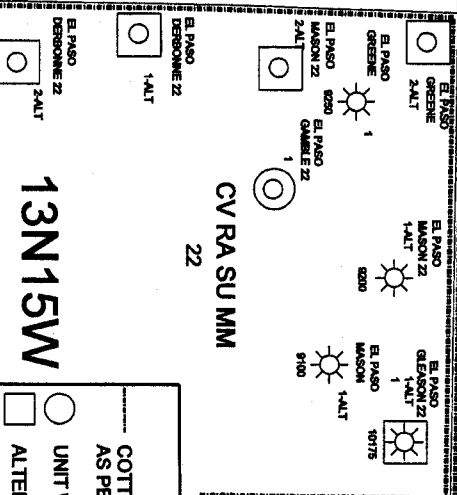 EL PASO
GREENE
2-ALT
EL PASO
GREENE
1
9250
EL PASO
MASON 22
2-ALT
EL PASO
DERBONNE 22
1-ALT
EL PASO
DERBONNE 22
2-ALT
EL PASO
GAMBLE 22
1
EL PASO
MASON 22
1-ALT
9200
EL PASO
GLEASON 22
1-ALT
1
10175
EL PASO
MASON
1-ALT
9100
CV RA SU MM
22
13N15W
COTT
AS PE
UNIT
ALTE